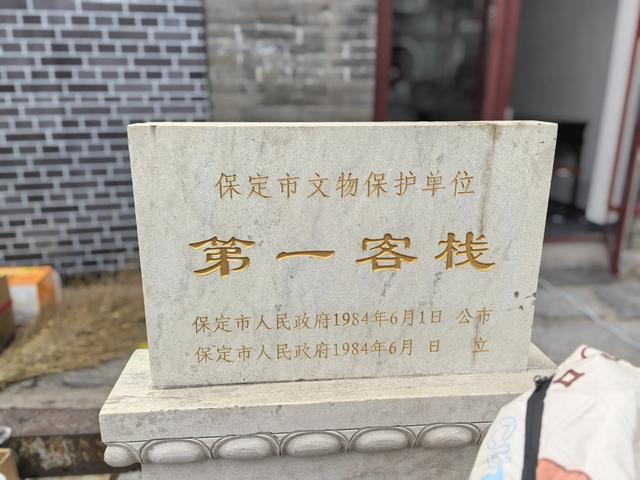 保定市文物保护单位
第一客栈
保定市人民政府1984年6月1日 公布
保定市人民政府1984年6月 日 立